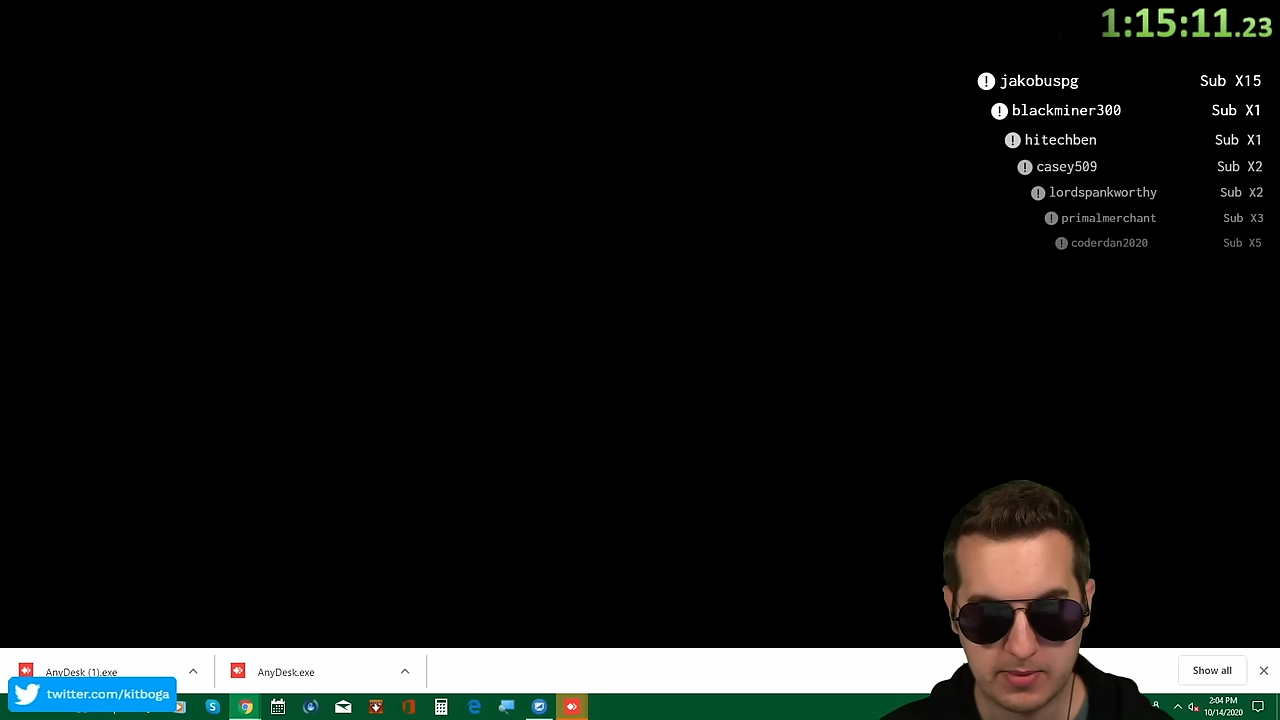 1:15:11.23
jakobuspg Sub X15
blackminer300 Sub X1
hitechben Sub X1
casey509 Sub X2
lordspankworthy Sub X2
primalmerchant Sub X3
coderdan2020 Sub X5
AnyDesk (1).exe
AnyDesk.exe
Show all
twitter.com/kitboga
2:04 PM
10/14/2020